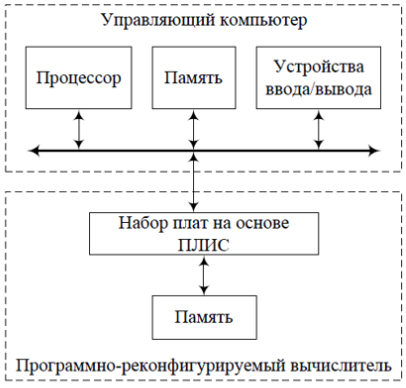 Управляющий компьютер
Процессор
Память
Устройства
ввода/вывода
Набор плат на основе
ПЛИС
Память
Программно-реконфигурируемый вычислитель